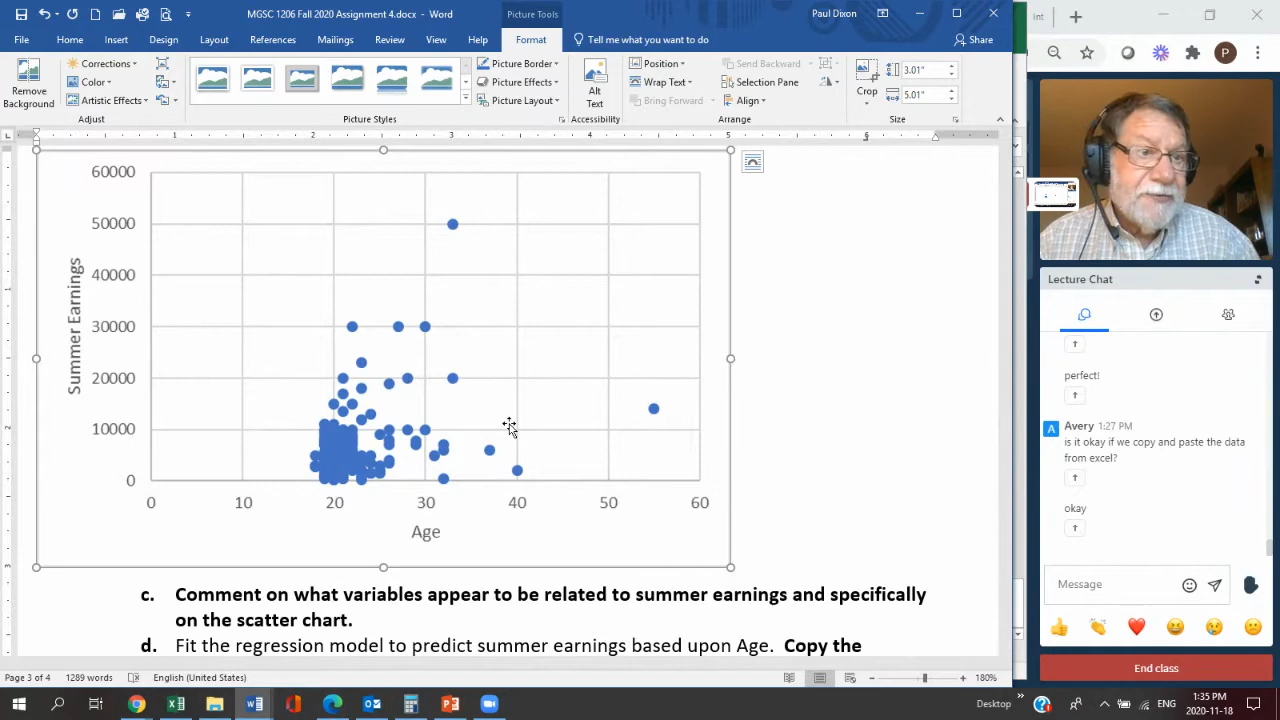 MGSC 1206 Fall 2020 Assignment 4.docx - Word
Picture Tools
Paul Dixon
File Home Insert Design Layout References Mailings Review View Help Format Tell me what you want to do Share
Remove Background
Corrections
Color
Artistic Effects
Adjust
Picture Styles
Picture Border
Picture Effects
Picture Layout
Alt Text
Accessibility
Position
Wrap Text
Bring Forward
Send Backward
Selection Pane
Align
Arrange
Crop
3.01"
5.01"
Size
1 2 3 4 5 6
60000
50000
40000
30000
20000
10000
0
Summer Earnings
0 10 20 30 40 50 60
Age
c. Comment on what variables appear to be related to summer earnings and specifically
on the scatter chart.
d. Fit the regression model to predict summer earnings based upon Age. Copy the
Page 3 of 4 1289 words English (United States) 180%
Int
P
Lecture Chat
perfect!
A Avery 1:27 PM
is it okay if we copy and paste the data
from excel?
okay
Message
End class
Desktop ENG 1:35 PM
2020-11-18